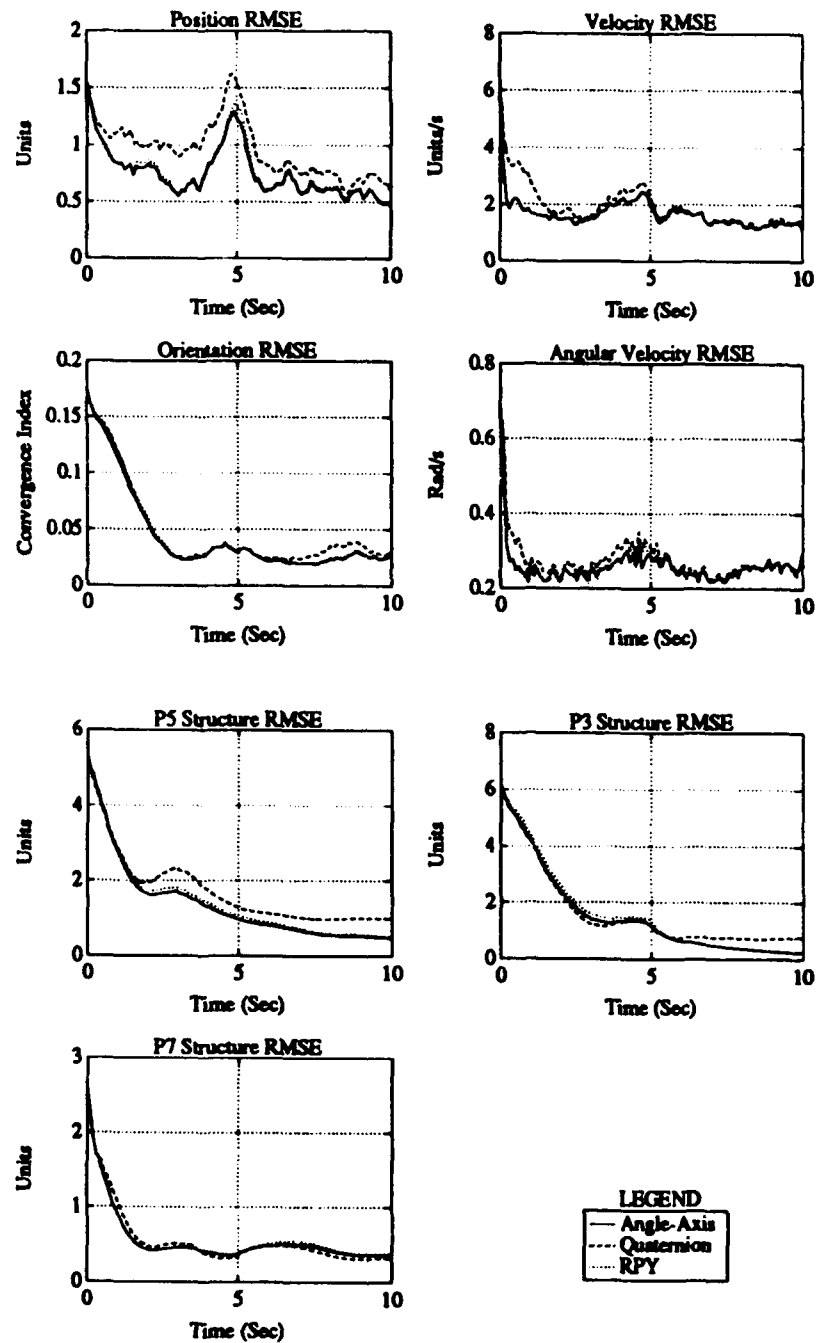 Position RMSE
Units
2
1.5
1
0.5
0
0
5
10
Time (Sec)
Velocity RMSE
Units/s
8
6
4
2
0
0
5
10
Time (Sec)
Orientation RMSE
Convergence Index
0.2
0.15
0.1
0.05
0
0
5
10
Time (Sec)
Angular Velocity RMSE
Rad/s
0.8
0.6
0.4
0.2
0
5
10
Time (Sec)
P5 Structure RMSE
Units
6
4
2
0
0
5
10
Time (Sec)
P3 Structure RMSE
Units
8
6
4
2
0
0
5
10
Time (Sec)
P7 Structure RMSE
Units
3
2
1
0
0
5
10
Time (Sec)
LEGEND
Angle-Axis
Quaternion
RPY